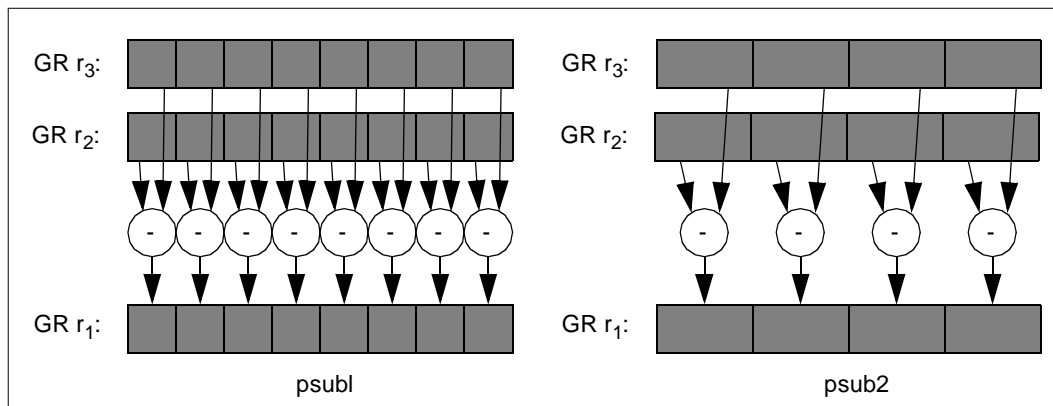 GR r3:
GR r2:
- - - - - - - -
GR r1:
psubl
GR r3:
GR r2:
- - - -
GR r1:
psub2